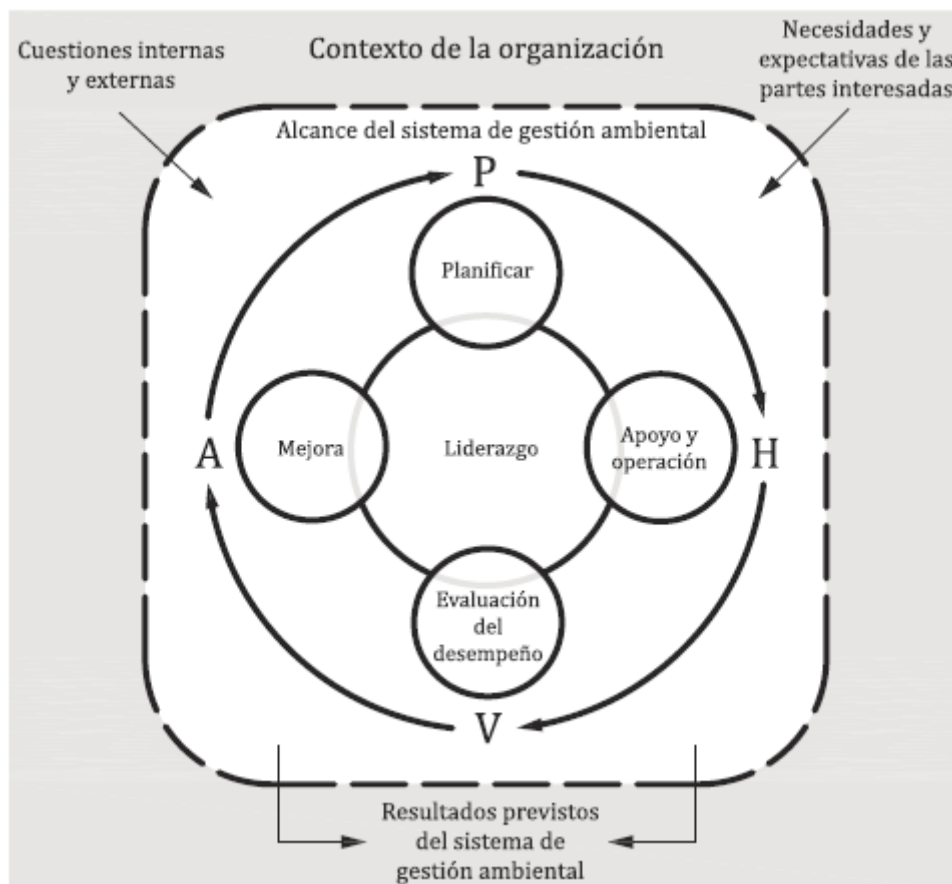 Cuestiones internas
y externas
Contexto de la organización
Necesidades y
expectativas de las
partes interesadas
Alcance del sistema de gestión ambiental
P
Planificar
A
Mejora
Liderazgo
Apoyo y
operación
H
Evaluación
del
desempeño
V
Resultados previstos
del sistema de
gestión ambiental